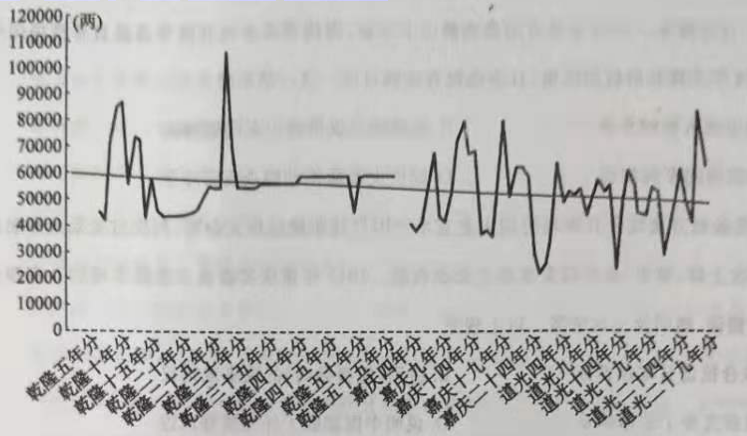 (两)
120000
110000
100000
90000
80000
70000
60000
50000
40000
30000
20000
10000
0
乾隆五年分
乾隆十年分
乾隆十五年分
乾隆二十年分
乾隆二十五年分
乾隆三十年分
乾隆三十五年分
乾隆四十年分
乾隆四十五年分
乾隆五十年分
乾隆五十五年分
嘉庆四年分
嘉庆九年分
嘉庆十四年分
嘉庆十九年分
嘉庆二十四年分
道光四年分
道光九年分
道光十四年分
道光十九年分
道光二十四年分
道光二十九年分